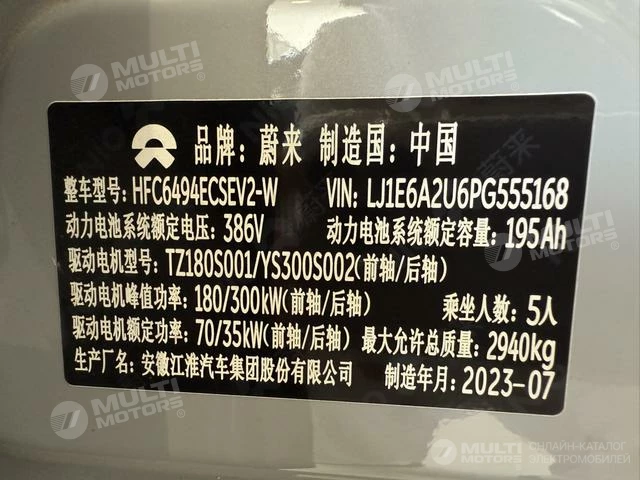 品牌: 蔚来 制造国: 中国
整车型号: HFC6494ECSEV2-W VIN: LJ1E6A2U6PG555168
动力电池系统额定电压: 386V 动力电池系统额定容量: 195Ah
驱动电机型号: TZ180S001/YS300S002(前轴/后轴)
驱动电机峰值功率: 180/300kW(前轴/后轴) 乘坐人数: 5人
驱动电机额定功率: 70/35kW(前轴/后轴) 最大允许总质量: 2940kg
生产厂名: 安徽江淮汽车集团股份有限公司 制造年月: 2023-07
MULTI MOTORS
MULTI MOTORS
MULTI MOTORS
MULTI MOTORS
MULTI MOTORS ОНЛАЙН-КАТАЛОГ ЭЛЕКТРОМОБИЛЕЙ